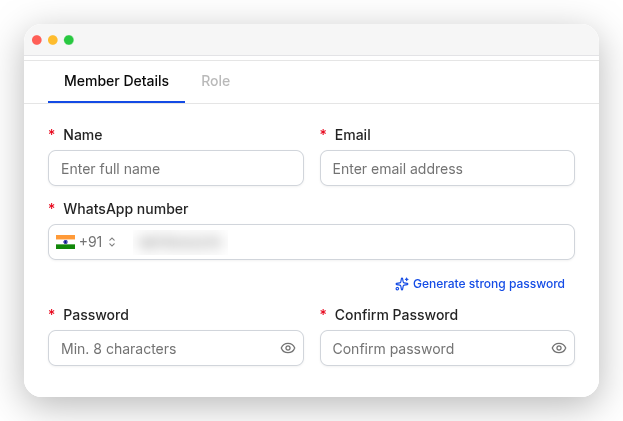 Member Details Role
* Name * Email
Enter full name Enter email address
* WhatsApp number
+91
Generate strong password
* Password * Confirm Password
Min. 8 characters Confirm password